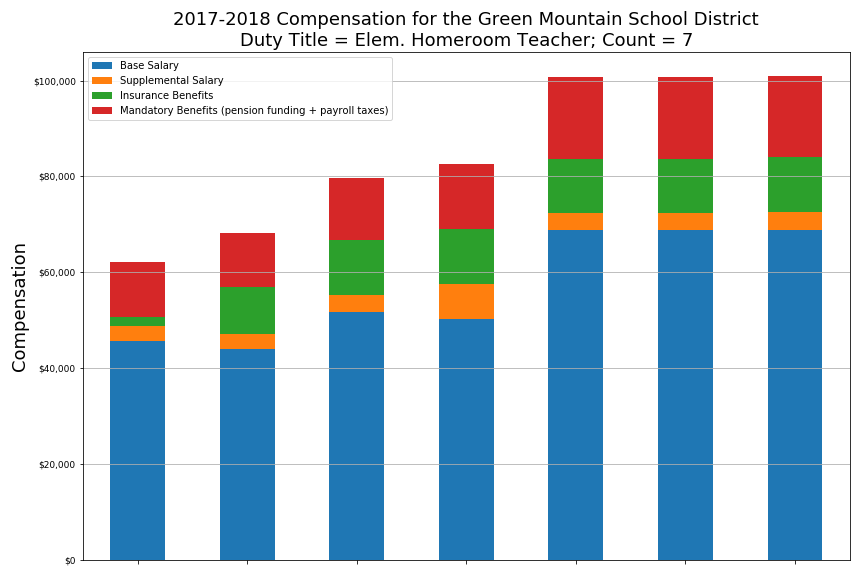 2017-2018 Compensation for the Green Mountain School District
Duty Title = Elem. Homeroom Teacher; Count = 7
Base Salary
Supplemental Salary
Insurance Benefits
Mandatory Benefits (pension funding + payroll taxes)
$100,000
$80,000
$60,000
$40,000
$20,000
$0
Compensation